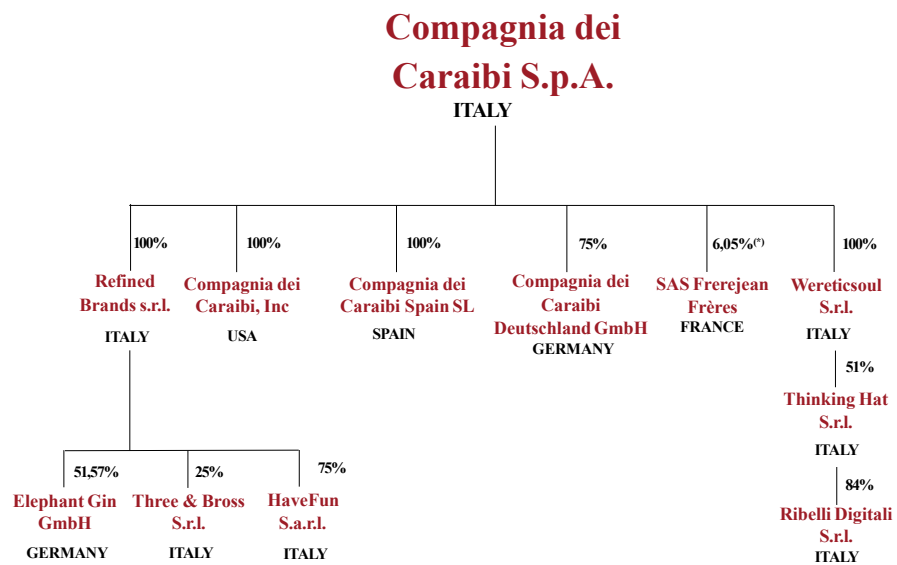 Compagnia dei
Caraibi S.p.A.
ITALY
100%
100%
100%
75%
6,05%(*)
100%
Refined
Brands s.r.l.
ITALY
Compagnia dei
Caraibi, Inc
USA
Compagnia dei
Caraibi Spain SL
SPAIN
Compagnia dei
Caraibi
Deutschland GmbH
GERMANY
SAS Frerejean
Frères
FRANCE
Wereticsoul
S.r.l.
ITALY
51%
Thinking Hat
S.r.l.
ITALY
84%
Ribelli Digitali
S.r.l.
ITALY
51,57%
25%
75%
Elephant Gin
GmbH
GERMANY
Three & Bross
S.r.l.
ITALY
HaveFun
S.a.r.l.
ITALY